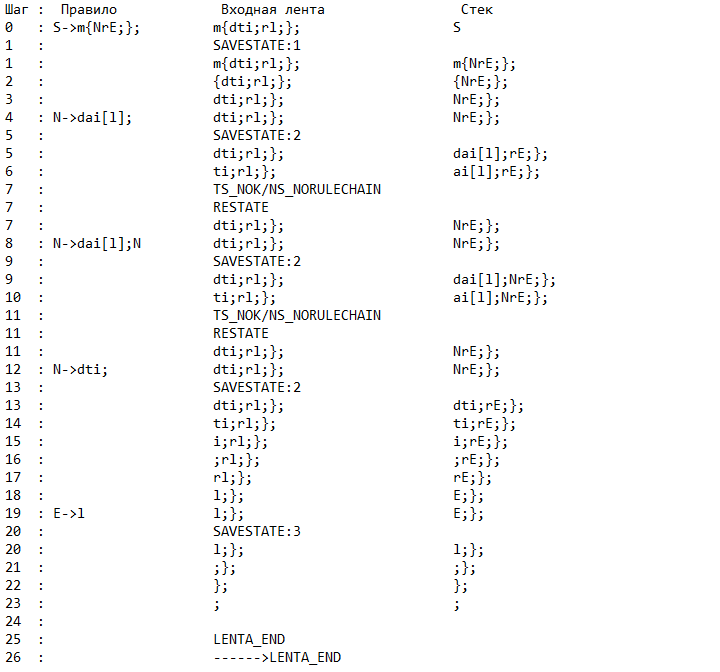 Шаг :  Правило             Входная лента                 Стек
0   : S->m{NrE;};         m{dti;rl;};                   S
1   :                     SAVESTATE:1
1   :                     m{dti;rl;};                   m{NrE;};
2   :                     {dti;rl;};                    {NrE;};
3   :                     dti;rl;};                     NrE;};
4   : N->dai[l];          dti;rl;};                     NrE;};
5   :                     SAVESTATE:2
5   :                     dti;rl;};                     dai[l];rE;};
6   :                     ti;rl;};                      ai[l];rE;};
7   :                     TS_NOK/NS_NORULECHAIN
7   :                     RESTATE
7   :                     dti;rl;};                     NrE;};
8   : N->dai[l];N         dti;rl;};                     NrE;};
9   :                     SAVESTATE:2
9   :                     dti;rl;};                     dai[l];NrE;};
10  :                     ti;rl;};                      ai[l];NrE;};
11  :                     TS_NOK/NS_NORULECHAIN
11  :                     RESTATE
11  :                     dti;rl;};                     NrE;};
12  : N->dti;             dti;rl;};                     NrE;};
13  :                     SAVESTATE:2
13  :                     dti;rl;};                     dti;rE;};
14  :                     ti;rl;};                      ti;rE;};
15  :                     i;rl;};                       i;rE;};
16  :                     ;rl;};                        ;rE;};
17  :                     rl;};                         rE;};
18  :                     l;};                          E;};
19  : E->l                l;};                          E;};
20  :                     SAVESTATE:3
20  :                     l;};                          l;};
21  :                     ;};                           ;};
22  :                     };                            };
23  :                     ;                             ;
24  :
25  :                     LENTA_END
26  :                     ------>LENTA_END